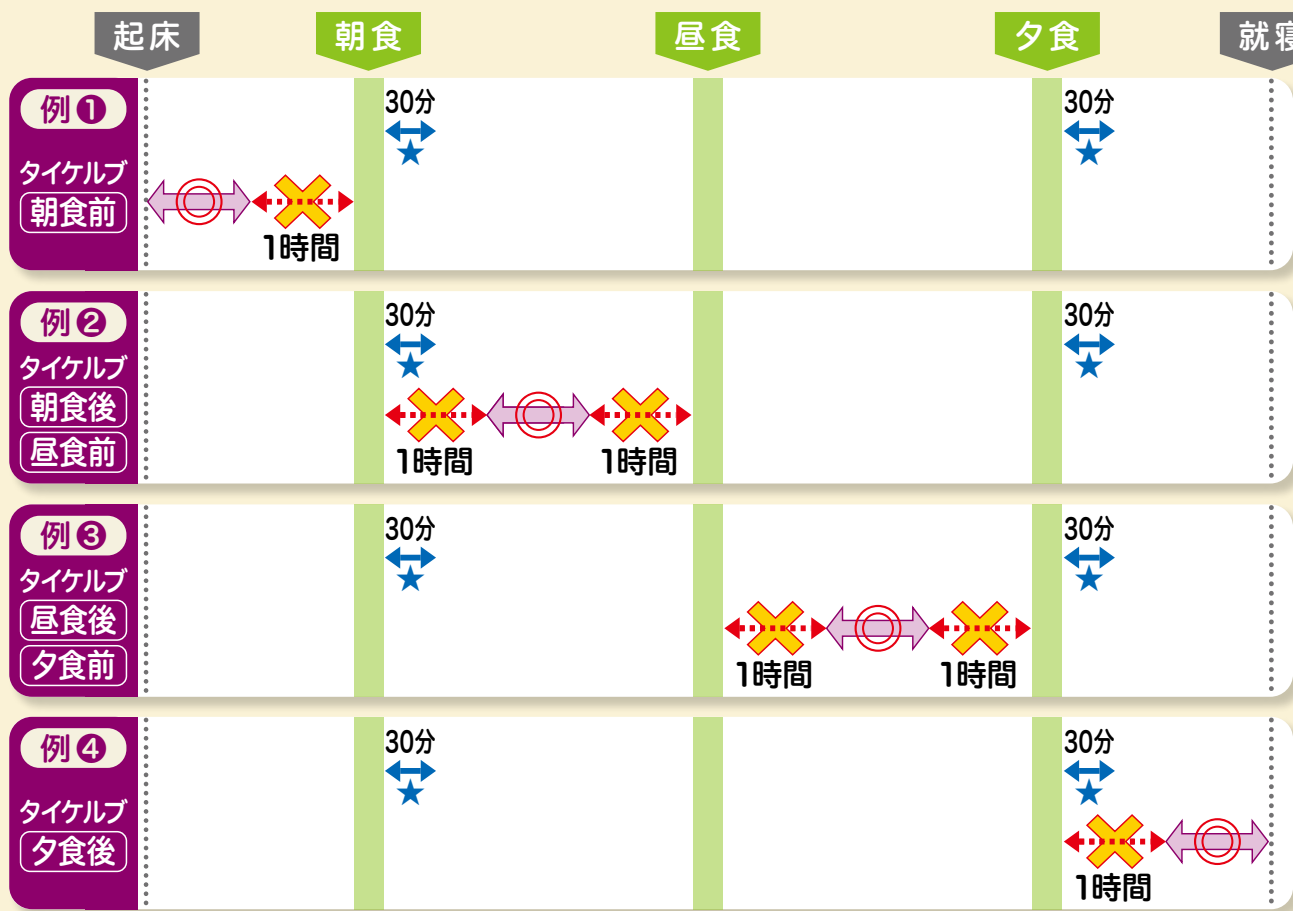 起床
朝食
昼食
夕食
就寝
例❶
タイケルブ
朝食前
30分
30分
1時間
例❷
タイケルブ
朝食後
昼食前
30分
30分
1時間
1時間
例❸
タイケルブ
昼食後
夕食前
30分
30分
1時間
1時間
例❹
タイケルブ
夕食後
30分
30分
1時間